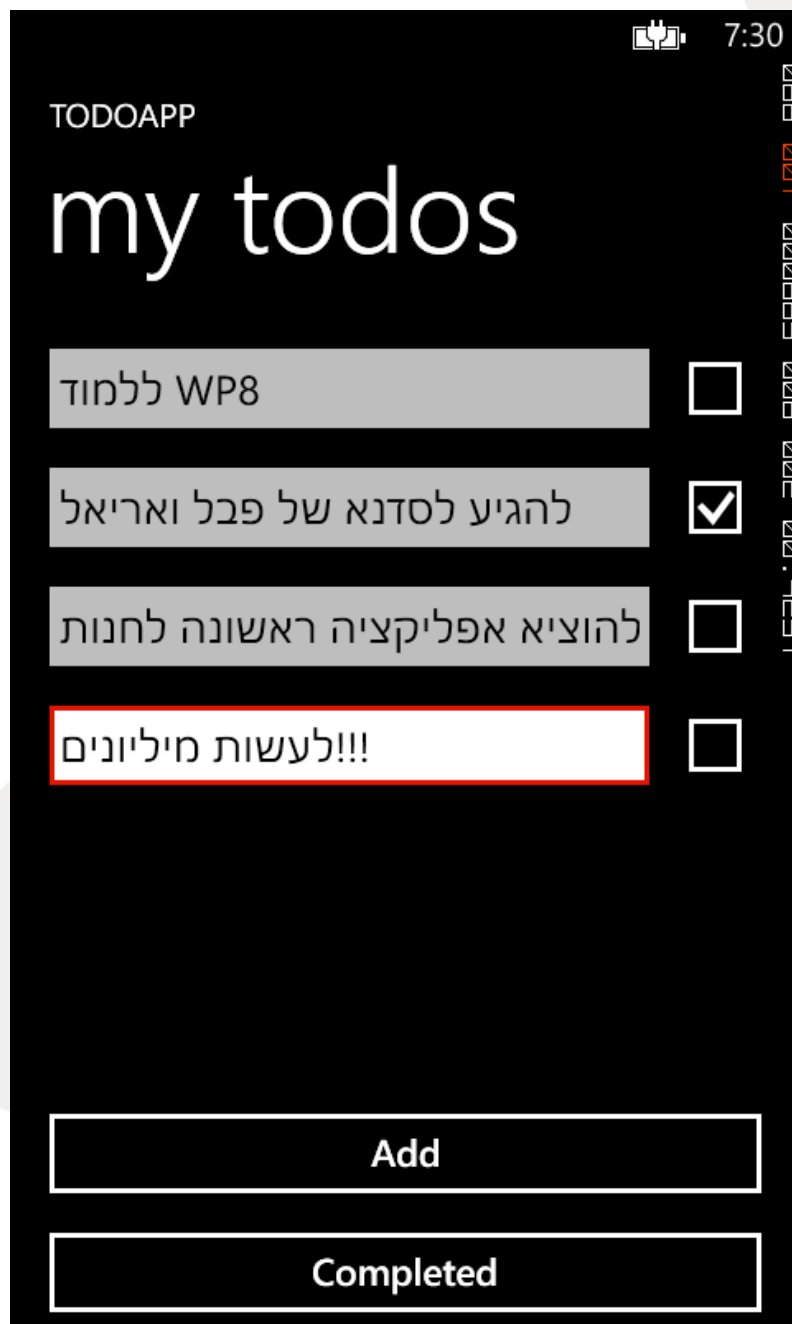 7:30
TODOAPP
my todos
ללמוד WP8
להגיע לסדנא של פבל ואריאל
להוציא אפליקציה ראשונה לחנות
לעשות מיליונים!!!
Add
Completed